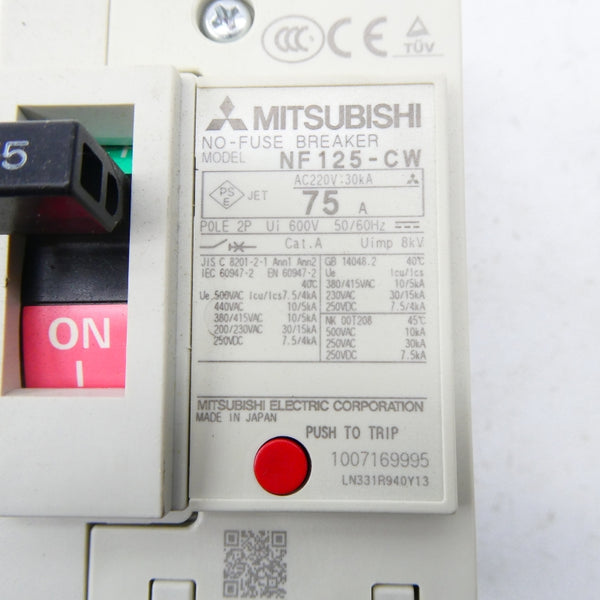 CCC CE TÜV
5
ON
I
MITSUBISHI
NO-FUSE BREAKER
MODEL NF125-CW
AC220V:30kA
PS E JET 75 A
POLE 2P Ui 600V 50/60Hz
Cat.A Uimp 8kV
JIS C 8201-2-1 Ann1 Ann2
IEC 60947-2 EN 60947-2
40℃
Ue 500VAC Icu/Ics 7.5/4kA
440VAC 10/5kA
380/415VAC 10/5kA
200/230VAC 30/15kA
250VDC 7.5/4kA
GB 14048.2 40℃
Ue Icu/Ics
380/415VAC 10/5kA
230VAC 30/15kA
250VDC 7.5/4kA
NK 00T208 45℃
500VAC 10kA
250VAC 30kA
250VDC 7.5kA
MITSUBISHI ELECTRIC CORPORATION
MADE IN JAPAN
PUSH TO TRIP
1007169995
LN331R940Y13